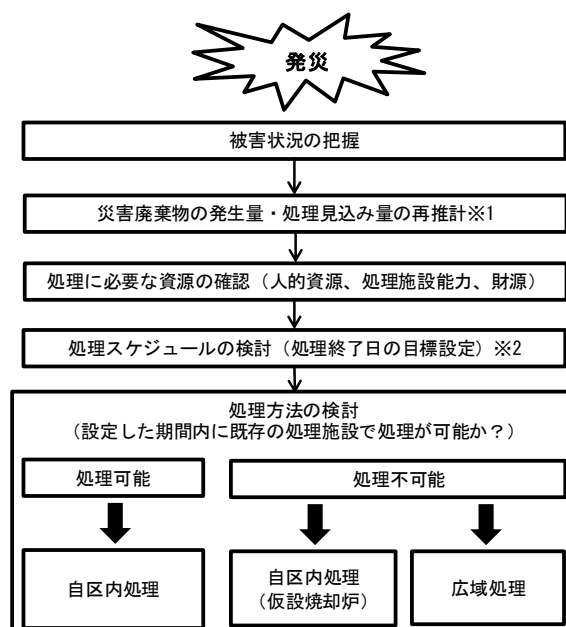 発災
被害状況の把握
災害廃棄物の発生量・処理見込み量の再推計※1
処理に必要な資源の確認（人的資源、処理施設能力、財源）
処理スケジュールの検討（処理終了日の目標設定）※2
処理方法の検討
（設定した期間内に既存の処理施設で処理が可能か？）
処理可能
処理不可能
自区内処理
自区内処理
（仮設焼却炉）
広域処理